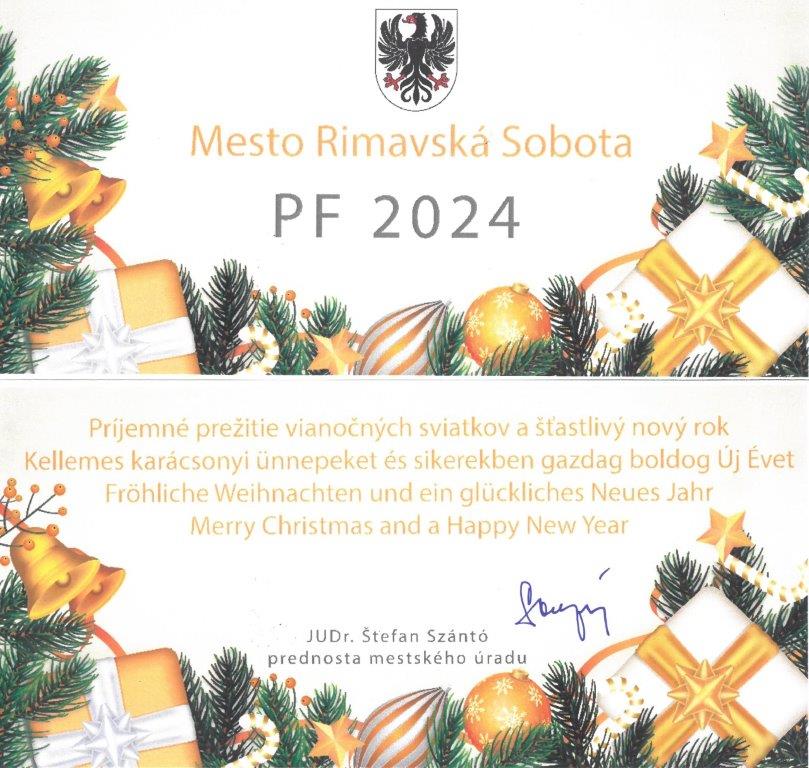 Mesto Rimavská Sobota
PF 2024
Príjemné prežitie vianočných sviatkov a šťastlivý nový rok
Kellemes karácsonyi ünnepeket és sikerekben gazdag boldog Új Évet
Fröhliche Weihnachten und ein glückliches Neues Jahr
Merry Christmas and a Happy New Year
JUDr. Štefan Szántó
prednosta mestského úradu